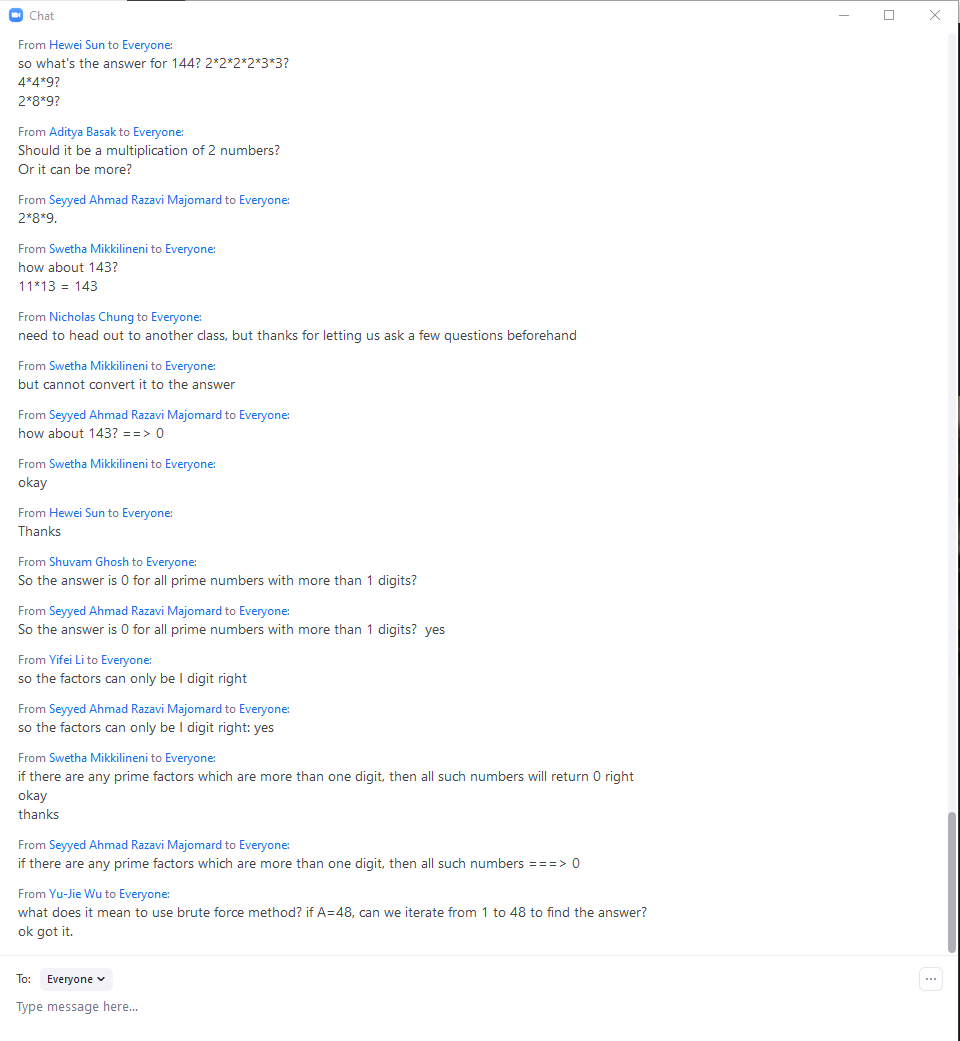 Chat
From Hewei Sun to Everyone:
so what's the answer for 144? 2*2*2*2*3*3?
4*4*9?
2*8*9?
From Aditya Basak to Everyone:
Should it be a multiplication of 2 numbers?
Or it can be more?
From Seyyed Ahmad Razavi Majomard to Everyone:
2*8*9.
From Swetha Mikkilineni to Everyone:
how about 143?
11*13 = 143
From Nicholas Chung to Everyone:
need to head out to another class, but thanks for letting us ask a few questions beforehand
From Swetha Mikkilineni to Everyone:
but cannot convert it to the answer
From Seyyed Ahmad Razavi Majomard to Everyone:
how about 143? ==> 0
From Swetha Mikkilineni to Everyone:
okay
From Hewei Sun to Everyone:
Thanks
From Shuvam Ghosh to Everyone:
So the answer is 0 for all prime numbers with more than 1 digits?
From Seyyed Ahmad Razavi Majomard to Everyone:
So the answer is 0 for all prime numbers with more than 1 digits?  yes
From Yifei Li to Everyone:
so the factors can only be I digit right
From Seyyed Ahmad Razavi Majomard to Everyone:
so the factors can only be I digit right: yes
From Swetha Mikkilineni to Everyone:
if there are any prime factors which are more than one digit, then all such numbers will return 0 right
okay
thanks
From Seyyed Ahmad Razavi Majomard to Everyone:
if there are any prime factors which are more than one digit, then all such numbers ===> 0
From Yu-Jie Wu to Everyone:
what does it mean to use brute force method? if A=48, can we iterate from 1 to 48 to find the answer?
ok got it.
To: Everyone
Type message here...